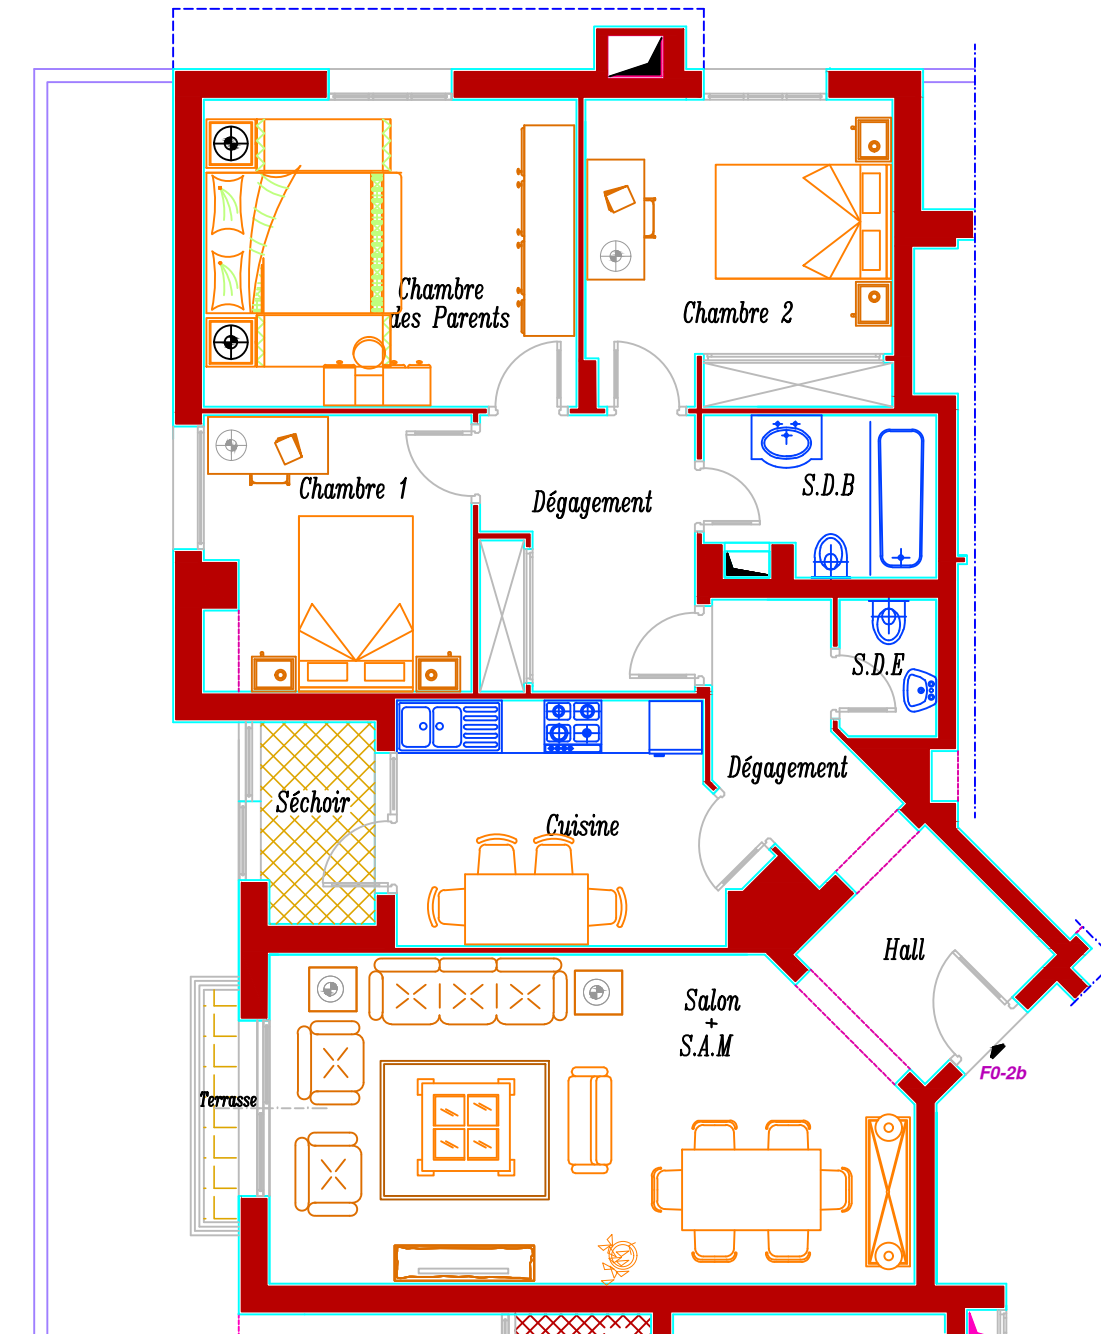 Chambre
des Parents
Chambre 2
Chambre 1
Dégagement
S.D.B
S.D.E
Dégagement
Séchoir
Cuisine
Hall
Salon
+
S.A.M
F0-2b
Terrasse